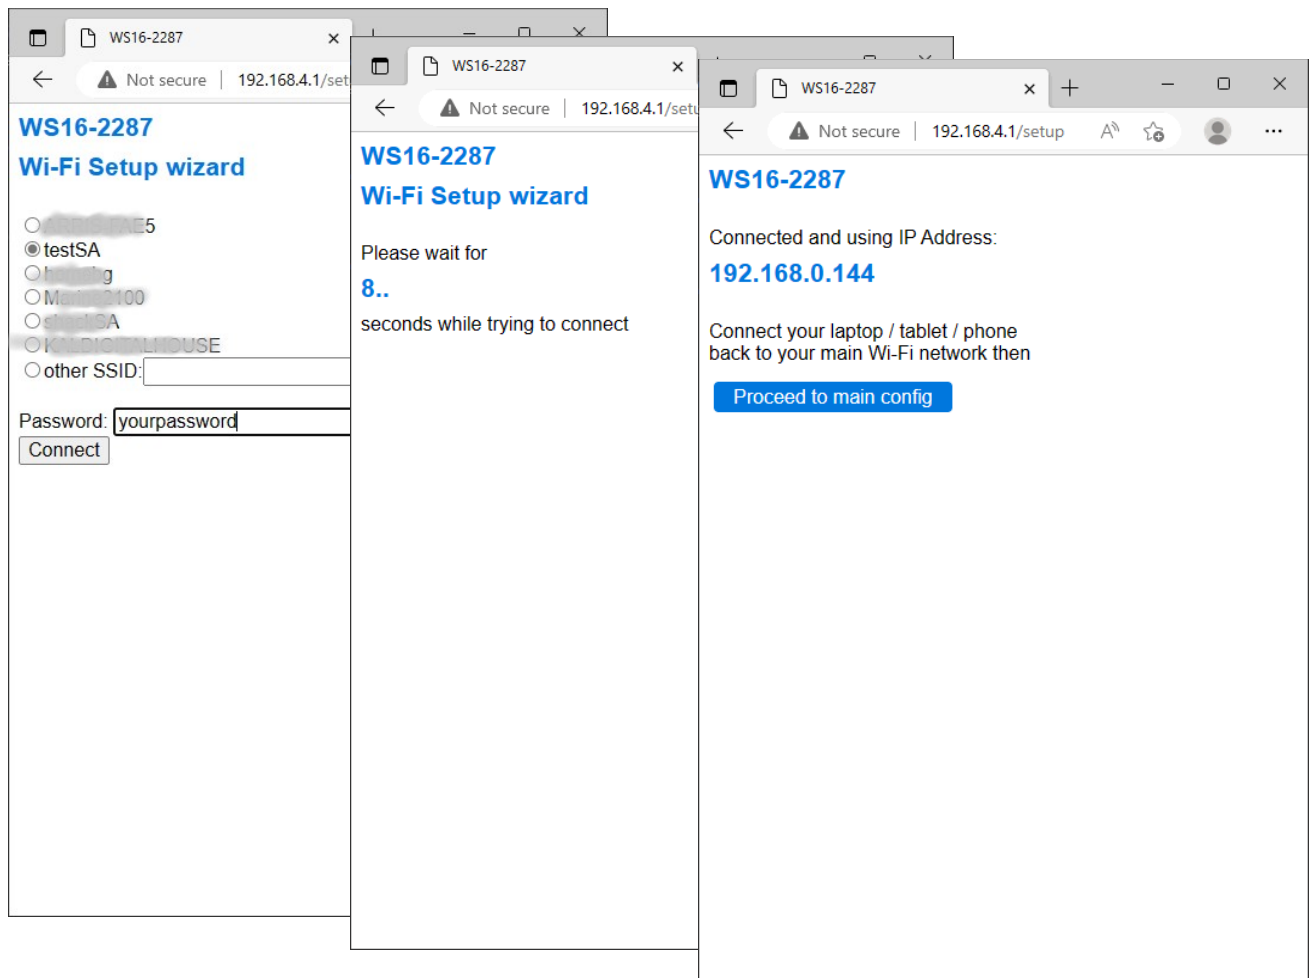 WS16-2287
Not secure
192.168.4.1/set
WS16-2287
Wi-Fi Setup wizard
testSA
other SSID:
Password: yourpassword
Connect
WS16-2287
Not secure
192.168.4.1/setu
WS16-2287
Wi-Fi Setup wizard
Please wait for
8..
seconds while trying to connect
WS16-2287
Not secure
192.168.4.1/setup
WS16-2287
Connected and using IP Address:
192.168.0.144
Connect your laptop / tablet / phone
back to your main Wi-Fi network then
Proceed to main config